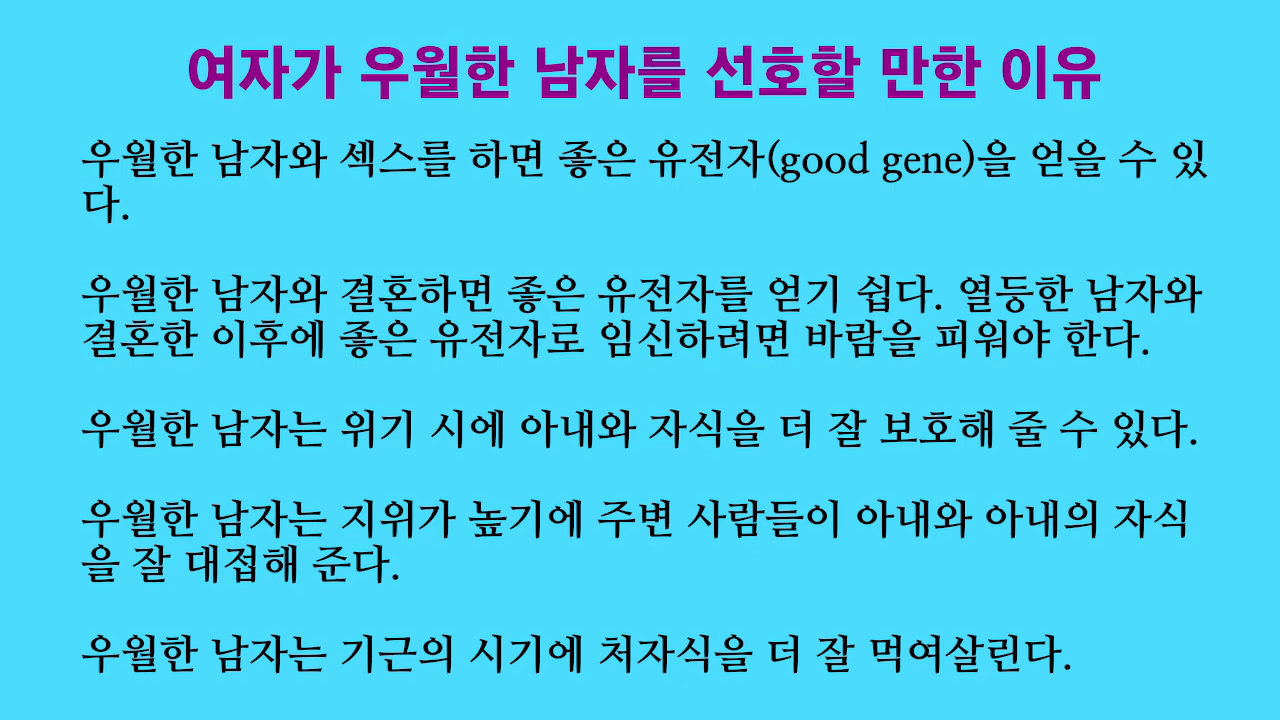 여자가 우월한 남자를 선호할 만한 이유
우월한 남자와 섹스를 하면 좋은 유전자(good gene)을 얻을 수 있
다.
우월한 남자와 결혼하면 좋은 유전자를 얻기 쉽다. 열등한 남자와
결혼한 이후에 좋은 유전자로 임신하려면 바람을 피워야 한다.
우월한 남자는 위기 시에 아내와 자식을 더 잘 보호해 줄 수 있다.
우월한 남자는 지위가 높기에 주변 사람들이 아내와 아내의 자식
을 잘 대접해 준다.
우월한 남자는 기근의 시기에 처자식을 더 잘 먹여살린다.